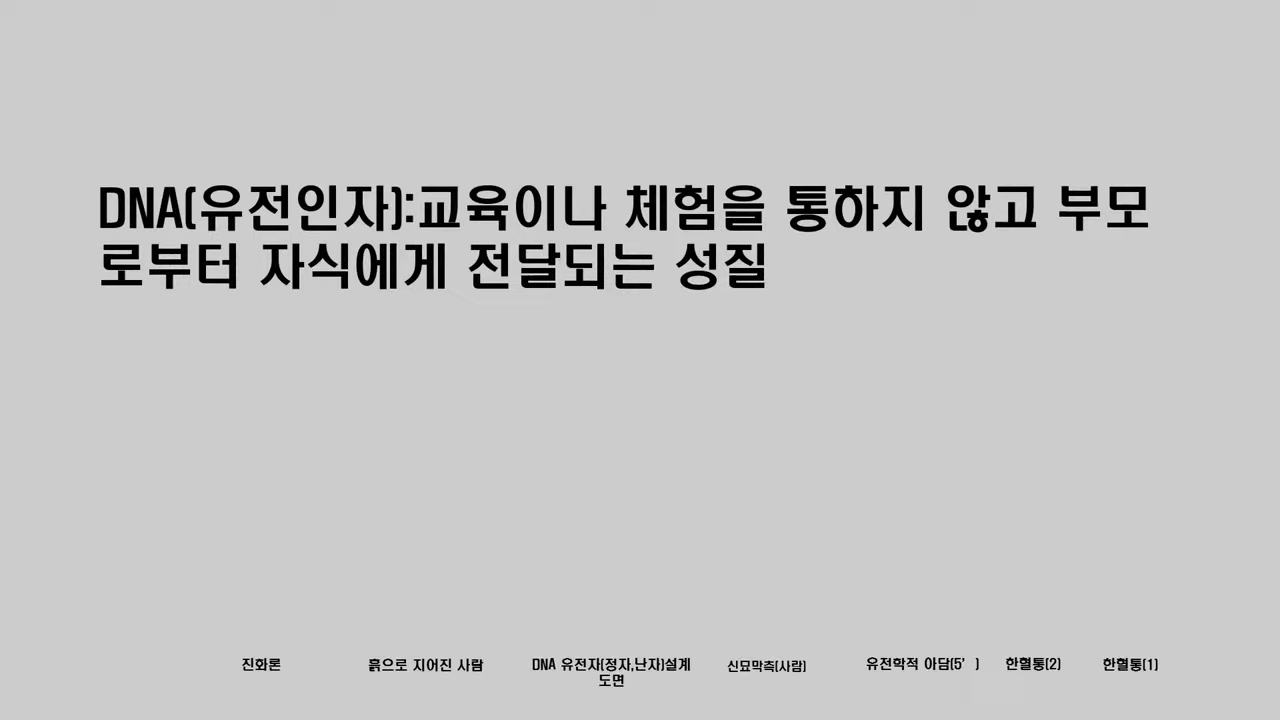 DNA(유전인자):교육이나 체험을 통하지 않고 부모
로부터 자식에게 전달되는 성질
진화론 흙으로 지어진 사람 DNA 유전자(정자,난자)설계 신묘막측(사람) 유전학적 아담(5' ) 한혈통(2) 한혈통(1)
도면